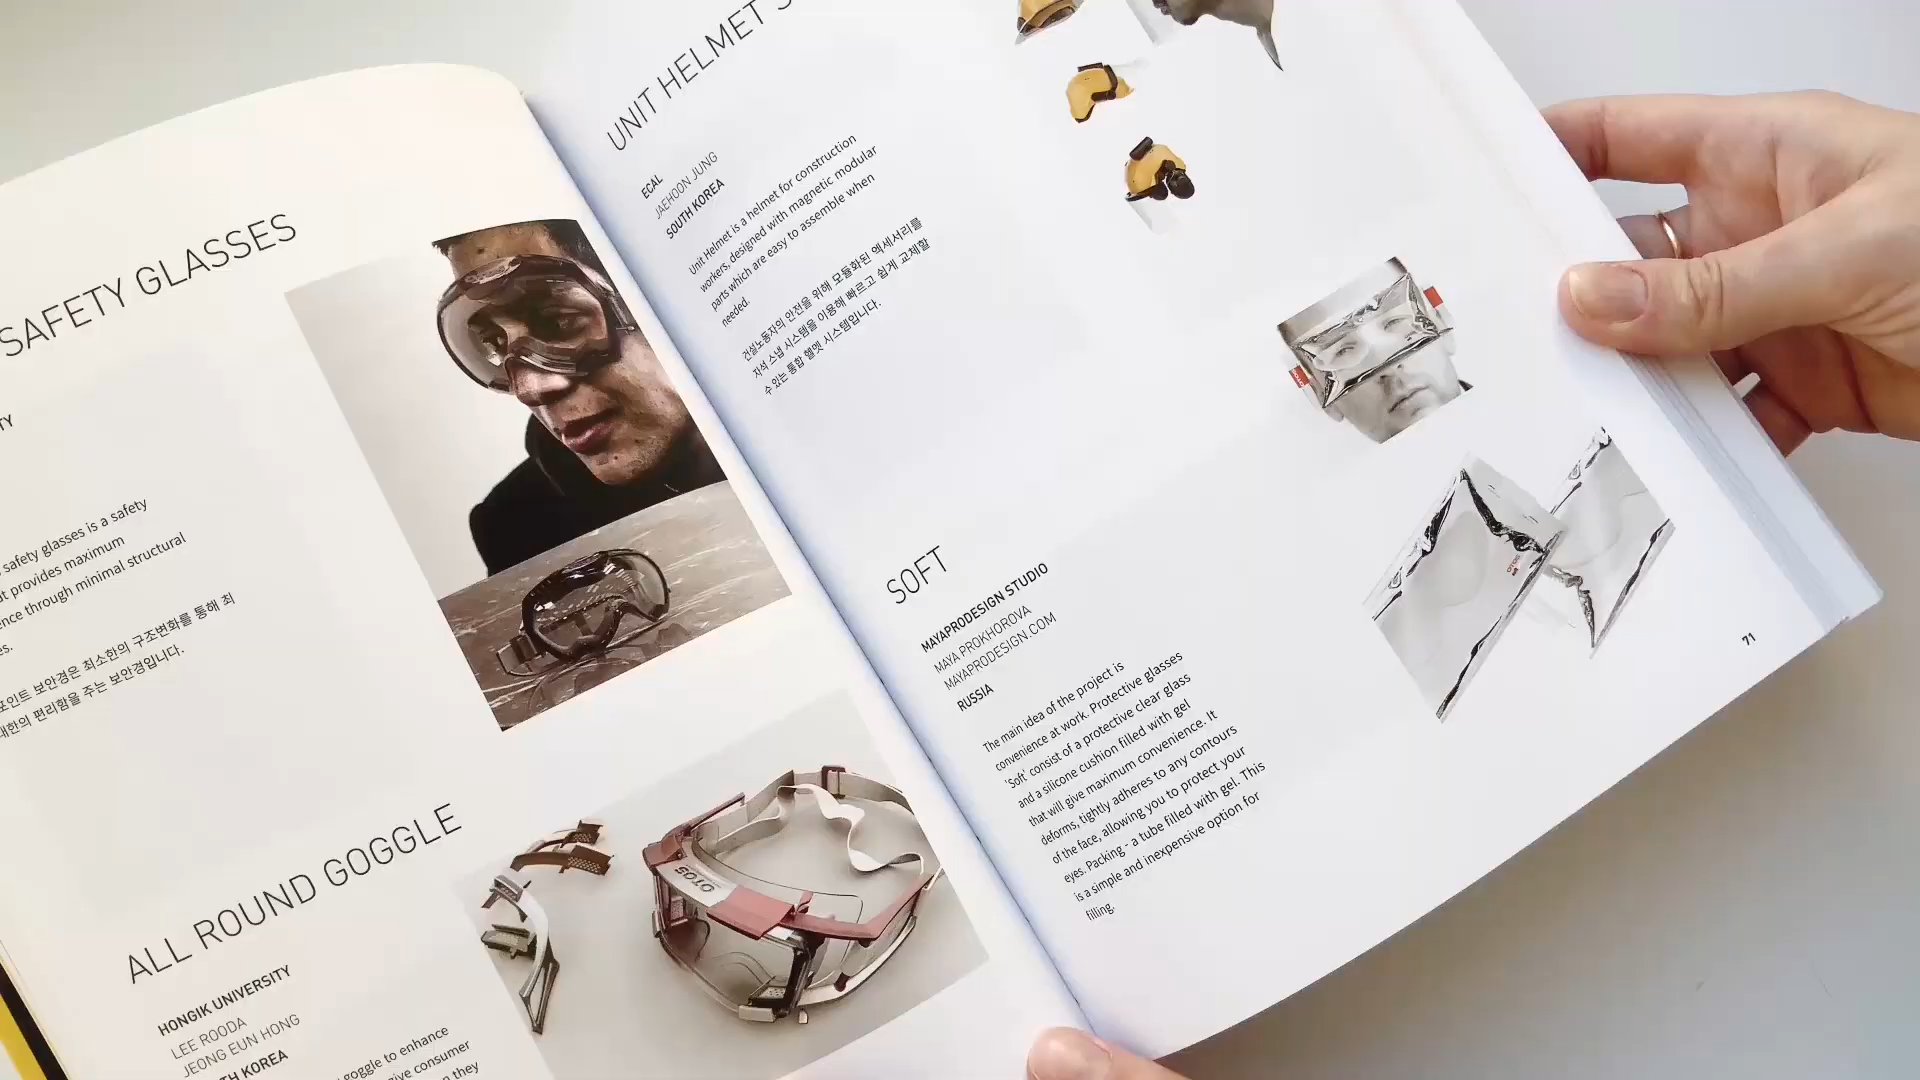 SAFETY GLASSES
TY
safety glasses is a safety
at provides maximum
ence through minimal structural
es.
포인트 보안경은 최소한의 구조변화를 통해 최
대한의 편리함을 주는 보안경입니다.
ALL ROUND GOGGLE
HONGIK UNIVERSITY
LEE ROODA
JEONG EUN HONG
TH KOREA
goggle to enhance
give consumer
they
OTOS
UNIT HELMET S
ECAL
JAEHOON JUNG
SOUTH KOREA
Unit Helmet is a helmet for construction
workers, designed with magnetic modular
parts which are easy to assemble when
needed.
건설노동자의 안전을 위해 모듈화된 액세서리를
자석 스냅 시스템을 이용해 빠르고 쉽게 교체할
수 있는 통합 헬멧 시스템입니다.
SOFT
MAYAPRODESIGN STUDIO
MAYA PROKHOROVA
MAYAPRODESIGN.COM
RUSSIA
The main idea of the project is
convenience at work. Protective glasses
'Soft' consist of a protective clear glass
and a silicone cushion filled with gel
that will give maximum convenience. It
deforms, tightly adheres to any contours
of the face, allowing you to protect your
eyes. Packing - a tube filled with gel. This
is a simple and inexpensive option for
filling.
OTOS
71